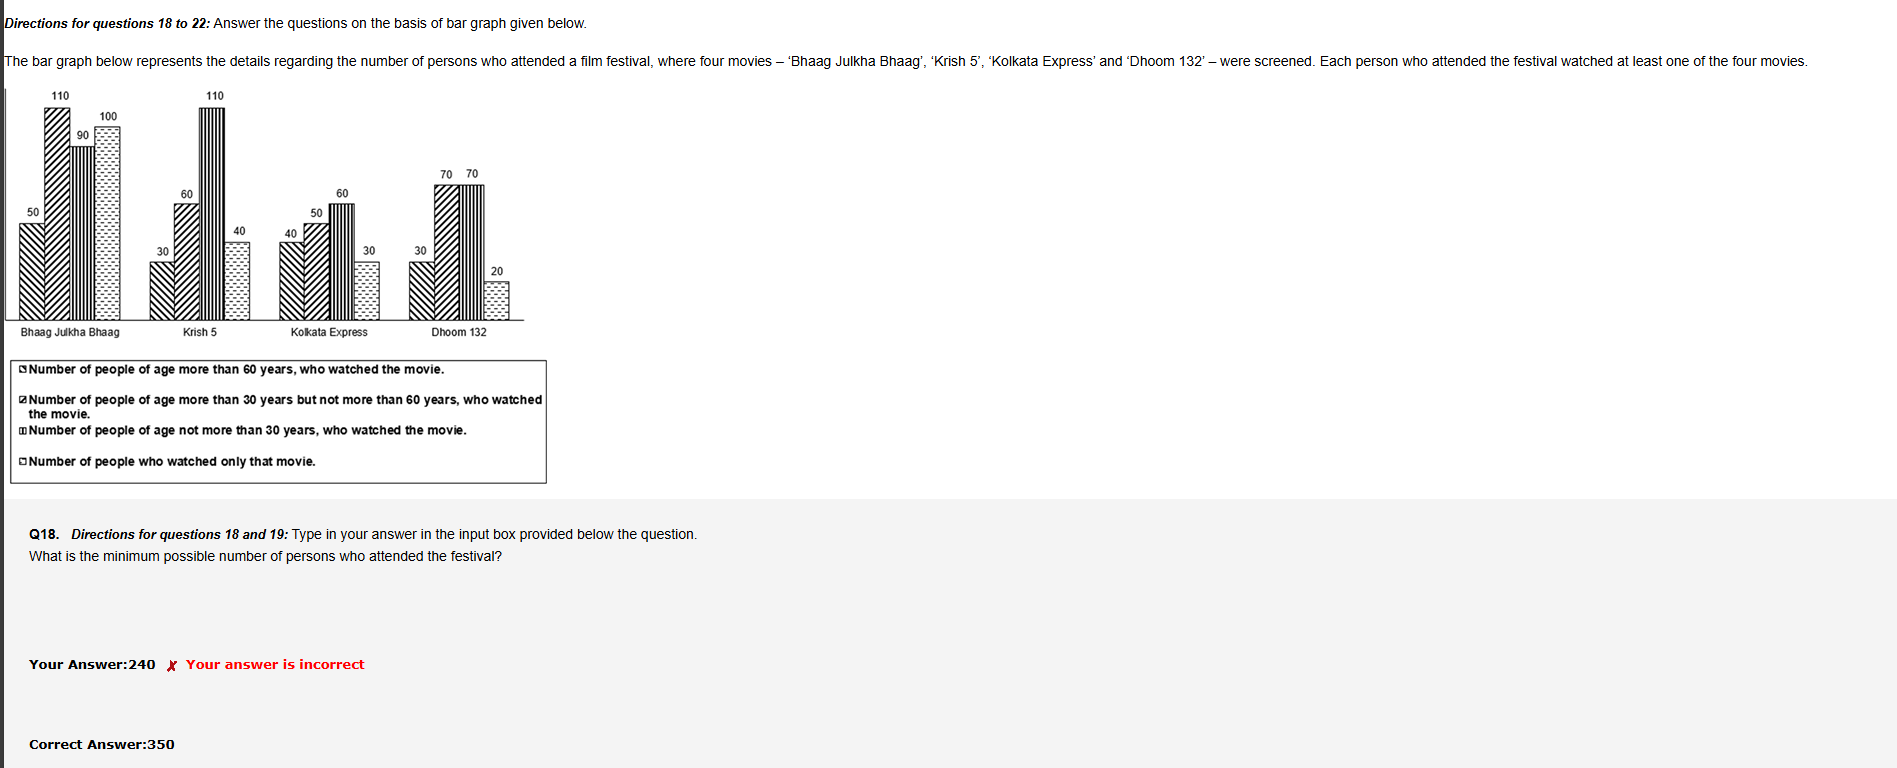 Directions for questions 18 to 22: Answer the questions on the basis of bar graph given below.
The bar graph below represents the details regarding the number of persons who attended a film festival, where four movies – ‘Bhaag Julkha Bhaag’, ‘Krish 5’, ‘Kolkata Express’ and ‘Dhoom 132’ – were screened. Each person who attended the festival watched at least one of the four movies.
110 110
100
90
70 70
50 60 60
50
40 40
30 30 30
20
Bhaag Julkha Bhaag Krish 5 Kolkata Express Dhoom 132
Number of people of age more than 60 years, who watched the movie.
Number of people of age more than 30 years but not more than 60 years, who watched
the movie.
Number of people of age not more than 30 years, who watched the movie.
Number of people who watched only that movie.
Q18. Directions for questions 18 and 19: Type in your answer in the input box provided below the question.
What is the minimum possible number of persons who attended the festival?
Your Answer:240 ✘ Your answer is incorrect
Correct Answer:350